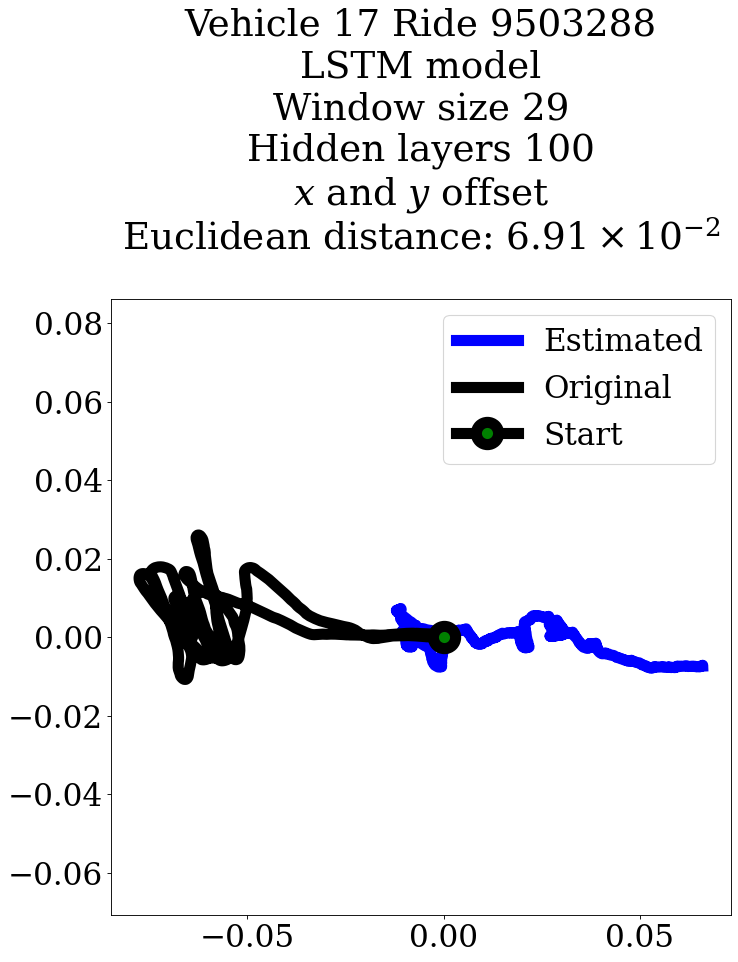 Vehicle 17 Ride 9503288
LSTM model
Window size 29
Hidden layers 100
x and y offset
Euclidean distance: 6.91 × 10⁻²
Estimated
Original
Start
0.08
0.06
0.04
0.02
0.00
−0.02
−0.04
−0.06
−0.05
0.00
0.05